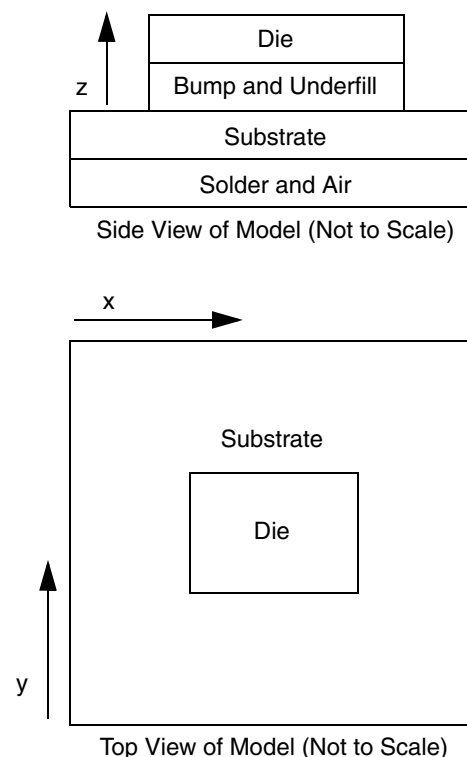 Die
z
Bump and Underfill
Substrate
Solder and Air
Side View of Model (Not to Scale)
x
Substrate
Die
y
Top View of Model (Not to Scale)